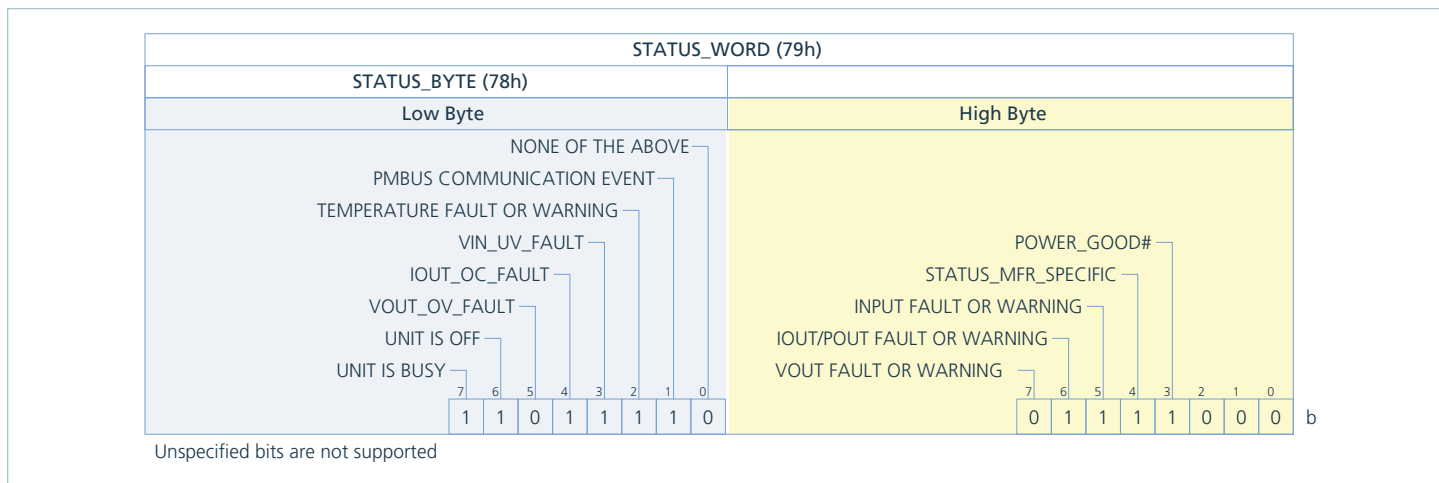 STATUS_WORD (79h)
STATUS_BYTE (78h)
Low Byte
High Byte
NONE OF THE ABOVE
PMBUS COMMUNICATION EVENT
TEMPERATURE FAULT OR WARNING
VIN_UV_FAULT
IOUT_OC_FAULT
VOUT_OV_FAULT
UNIT IS OFF
UNIT IS BUSY
7 6 5 4 3 2 1 0
1 1 0 1 1 1 1 0
POWER_GOOD#
STATUS_MFR_SPECIFIC
INPUT FAULT OR WARNING
IOUT/POUT FAULT OR WARNING
VOUT FAULT OR WARNING
7 6 5 4 3 2 1 0
0 1 1 1 1 0 0 0 b
Unspecified bits are not supported